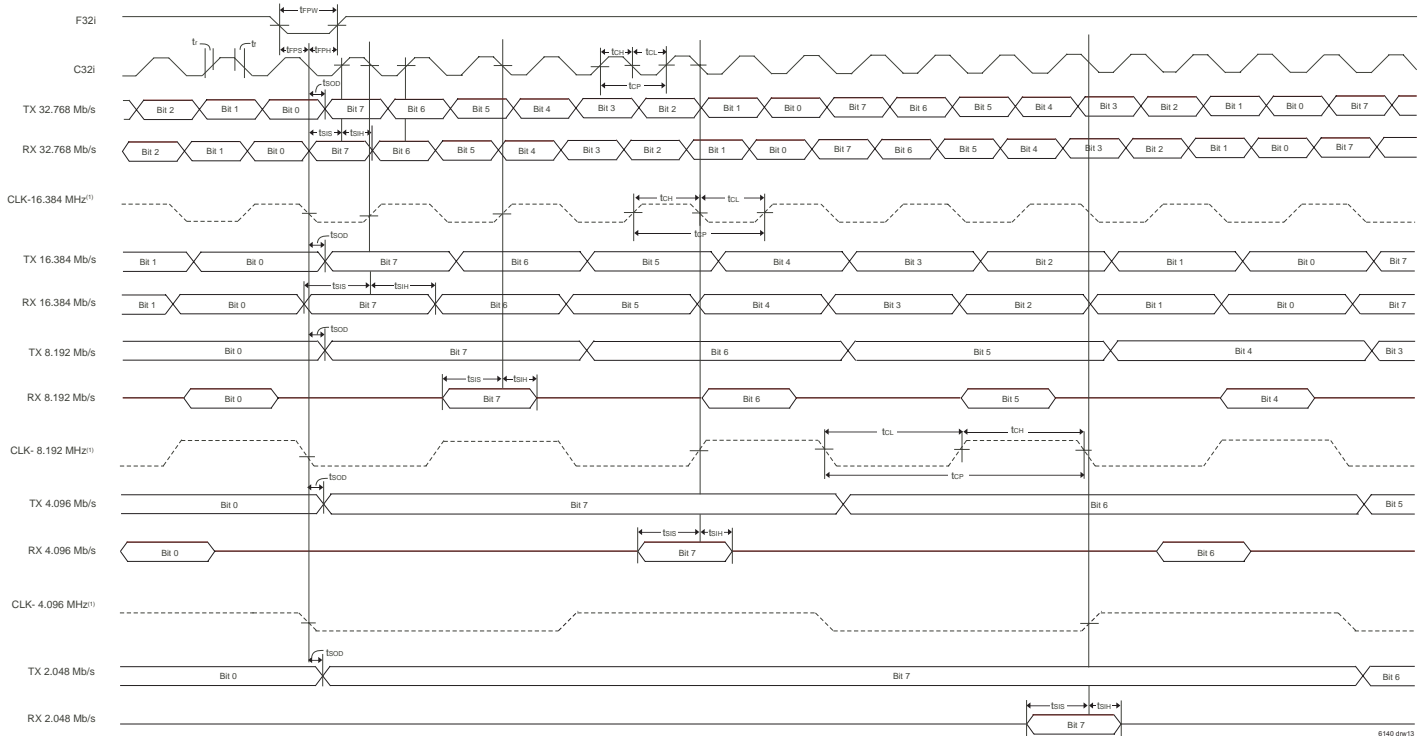 tFPW
F32i
tr tf tFPS tFPH
tCH tCL
C32i
tCP
tSOD
TX 32.768 Mb/s Bit 2 Bit 1 Bit 0 Bit 7 Bit 6 Bit 5 Bit 4 Bit 3 Bit 2 Bit 1 Bit 0 Bit 7 Bit 6 Bit 5 Bit 4 Bit 3 Bit 2 Bit 1 Bit 0 Bit 7
tSIS tSIH
RX 32.768 Mb/s Bit 2 Bit 1 Bit 0 Bit 7 Bit 6 Bit 5 Bit 4 Bit 3 Bit 2 Bit 1 Bit 0 Bit 7 Bit 6 Bit 5 Bit 4 Bit 3 Bit 2 Bit 1 Bit 0 Bit 7
CLK-16.384 MHz(1) tCH tCL
tCP
tSOD
TX 16.384 Mb/s Bit 1 Bit 0 Bit 7 Bit 6 Bit 5 Bit 4 Bit 3 Bit 2 Bit 1 Bit 0 Bit 7
tSIS tSIH
RX 16.384 Mb/s Bit 1 Bit 0 Bit 7 Bit 6 Bit 5 Bit 4 Bit 3 Bit 2 Bit 1 Bit 0 Bit 7
tSOD
TX 8.192 Mb/s Bit 0 Bit 7 Bit 6 Bit 5 Bit 4 Bit 3
tSIS tSIH
RX 8.192 Mb/s Bit 0 Bit 7 Bit 6 Bit 5 Bit 4
tCL tCH
CLK- 8.192 MHz(1)
tCP
tSOD
TX 4.096 Mb/s Bit 0 Bit 7 Bit 6 Bit 5
tSIS tSIH
RX 4.096 Mb/s Bit 0 Bit 7 Bit 6
CLK- 4.096 MHz(1)
tSOD
TX 2.048 Mb/s Bit 0 Bit 7 Bit 6
tSIS tSIH
RX 2.048 Mb/s Bit 7
6140 drw13